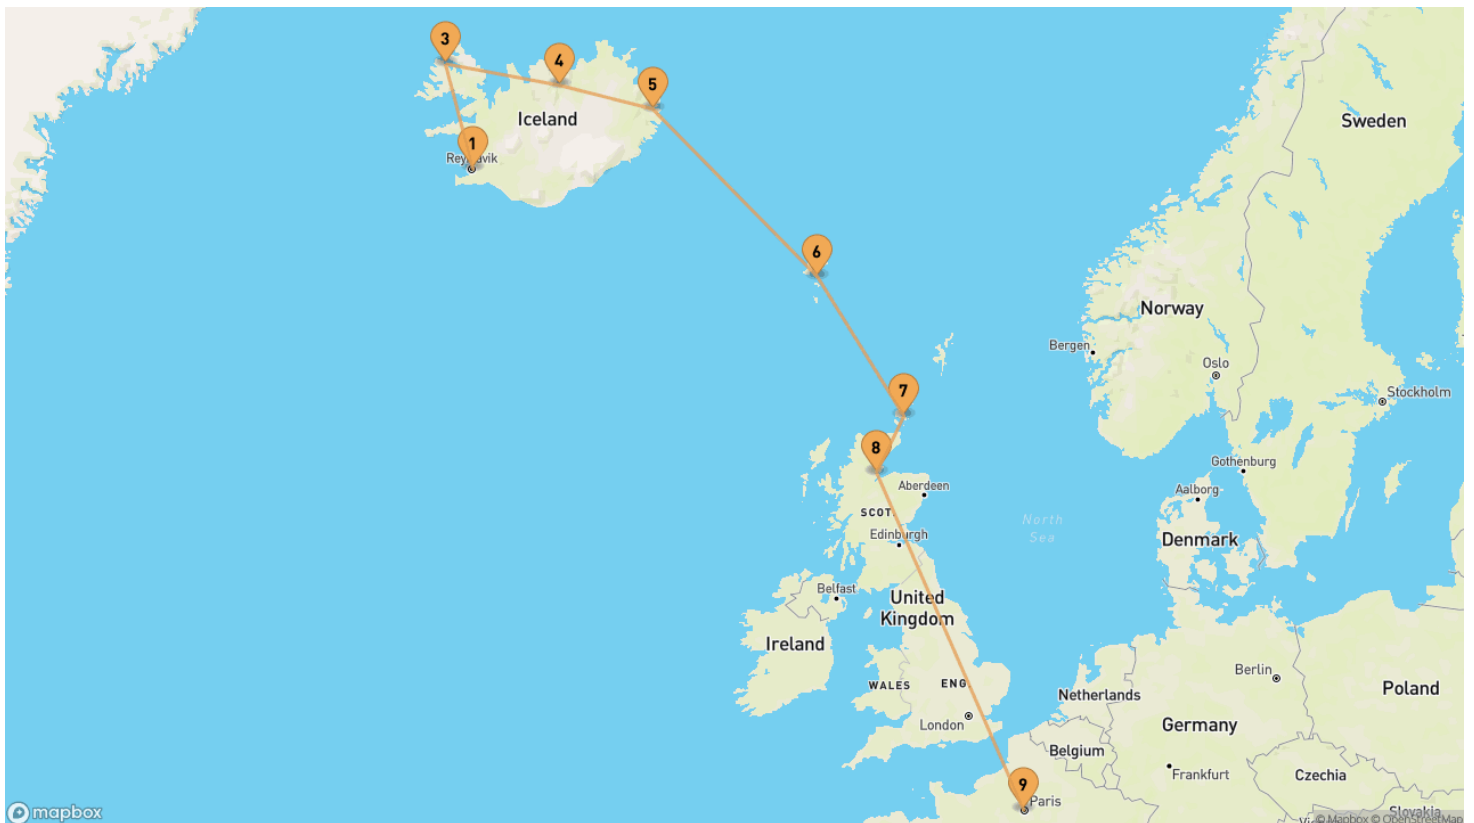 3
4
5
Iceland
1
Sweden
6
Norway
Bergen
Oslo
7
Stockholm
8
Gothenburg
Aberdeen
Aalborg
SCOT.
North
Sea
Edinburgh
Denmark
Belfast
United
Kingdom
Ireland
Berlin
WALES
ENG.
Netherlands
Poland
London
Germany
Belgium
9
Frankfurt
Czechia
Paris
mapbox
Slovakia
© Mapbox © OpenStreetMap